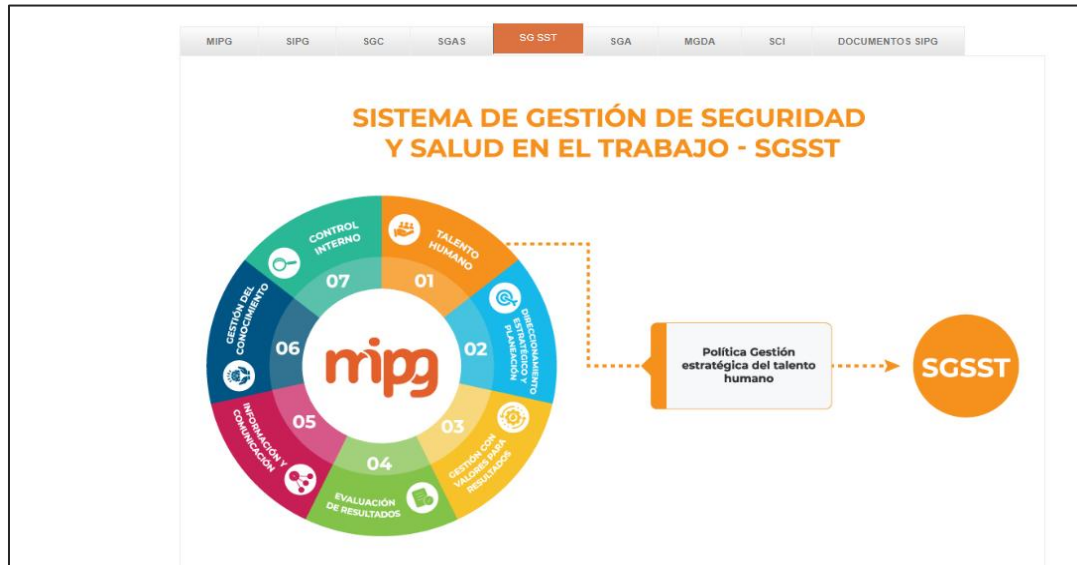 MIPG SIPG SGC SGAS SG SST SGA MGDA SCI DOCUMENTOS SIPG
SISTEMA DE GESTIÓN DE SEGURIDAD
Y SALUD EN EL TRABAJO - SGSST
TALENTO
HUMANO
01
DIRECCIONAMIENTO
ESTRATÉGICO Y
PLANEACIÓN
02
GESTIÓN CON
VALORES PARA
RESULTADOS
03
EVALUACIÓN
DE RESULTADOS
04
INFORMACIÓN Y
COMUNICACIÓN
05
GESTIÓN DEL
CONOCIMIENTO
06
CONTROL
INTERNO
07
mipg
Política Gestión
estratégica del talento
humano
SGSST